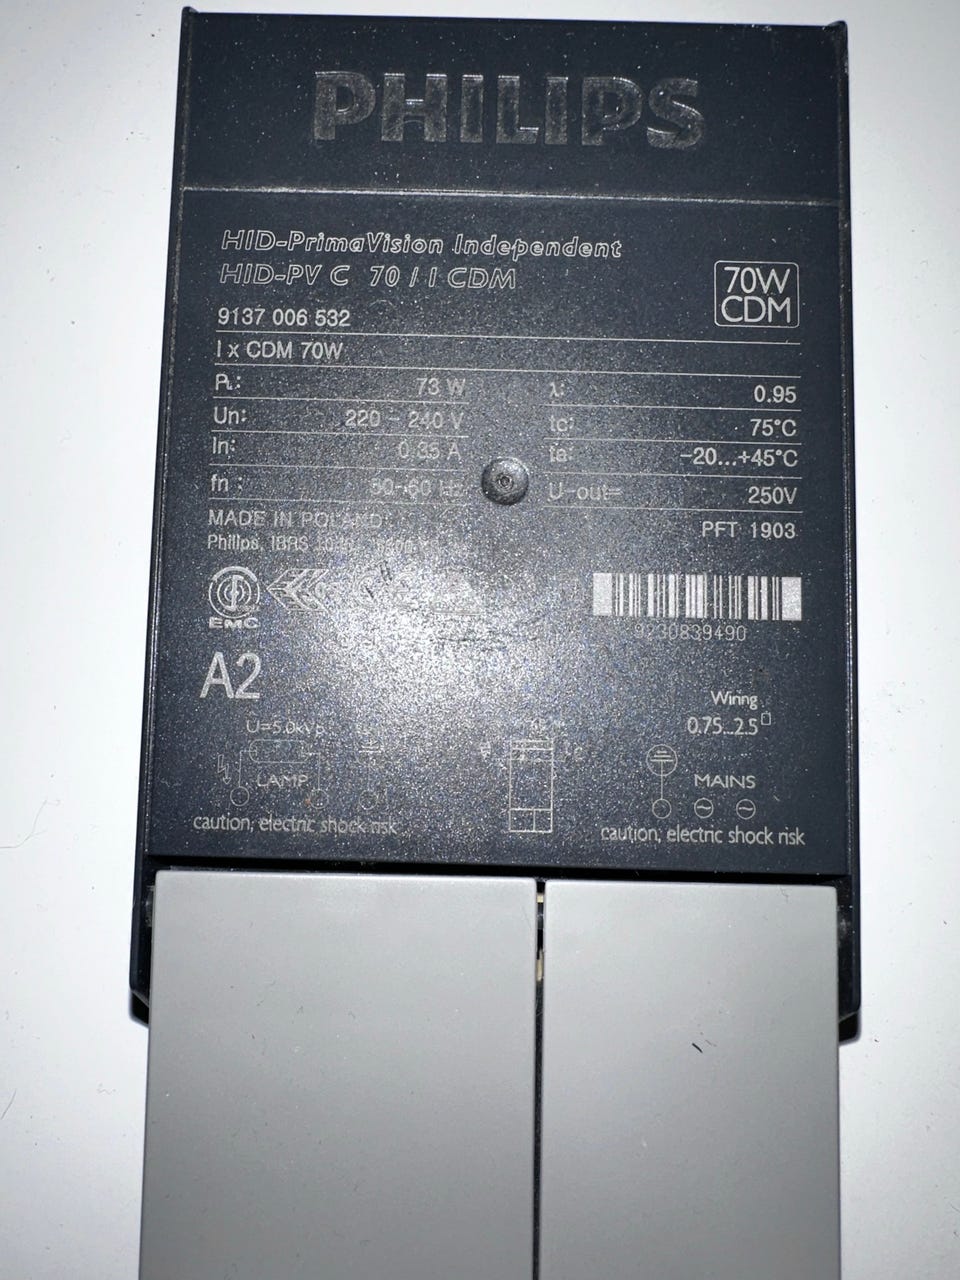 PHILIPS
HID-PrimaVision Independent
HID-PV C 70 / I CDM
70W
CDM
9137 006 532
1 x CDM 70W
73 W
λ: 0.95
Un: 220 - 240 V
tc: 75°C
In: 0.35 A
ta: -20...+45°C
fn : 50-60 Hz
U-out= 250V
MADE IN POLAND
PFT 1903
Philips, IBRS
EMC
9230839490
A2
Wiring
0.75...2.5
U=5.0kVp
LAMP
MAINS
caution, electric shock risk
caution, electric shock risk